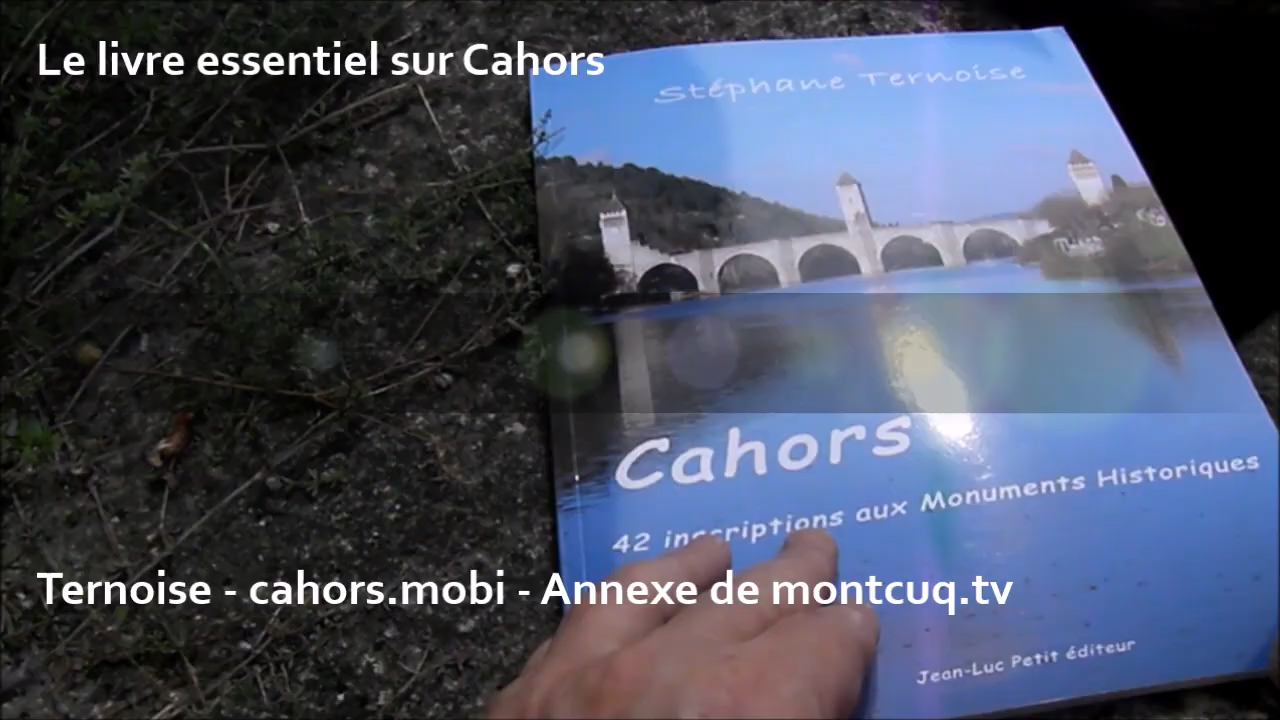 Le livre essentiel sur Cahors
Stéphane Ternoise
Cahors
42 inscriptions aux Monuments Historiques
Ternoise - cahors.mobi - Annexe de montcuq.tv
Jean-Luc Petit éditeur